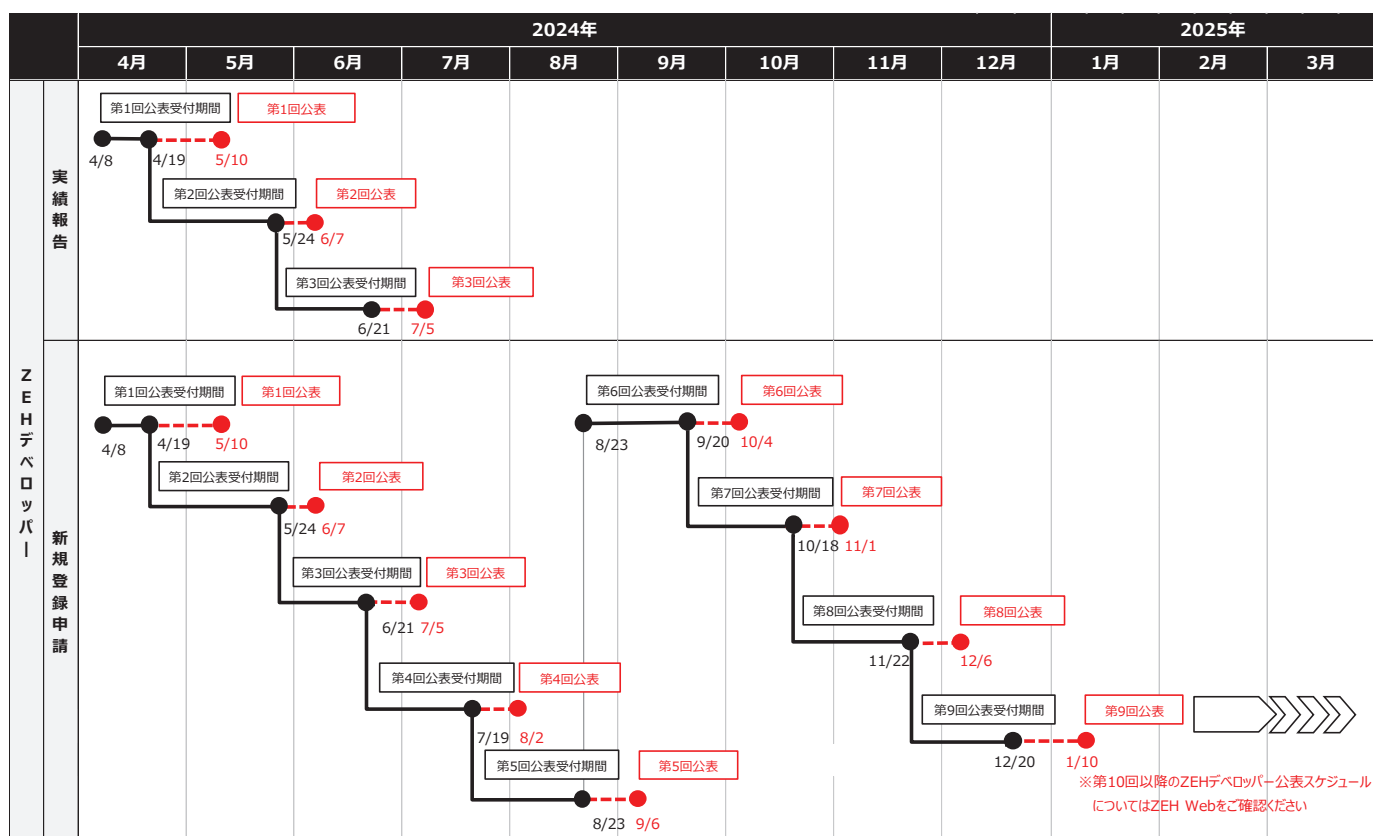 2024年
2025年
4月
5月
6月
7月
8月
9月
10月
11月
12月
1月
2月
3月
ZEHデベロッパー
実績報告
第1回公表受付期間
第1回公表
4/8
4/19
5/10
第2回公表受付期間
第2回公表
5/24
6/7
第3回公表受付期間
第3回公表
6/21
7/5
新規登録申請
第1回公表受付期間
第1回公表
4/8
4/19
5/10
第2回公表受付期間
第2回公表
5/24
6/7
第3回公表受付期間
第3回公表
6/21
7/5
第4回公表受付期間
第4回公表
7/19
8/2
第5回公表受付期間
第5回公表
8/23
9/6
第6回公表受付期間
第6回公表
8/23
9/20
10/4
第7回公表受付期間
第7回公表
10/18
11/1
第8回公表受付期間
第8回公表
11/22
12/6
第9回公表受付期間
第9回公表
12/20
1/10
※第10回以降のZEHデベロッパー公表スケジュール
についてはZEH Webをご確認ください